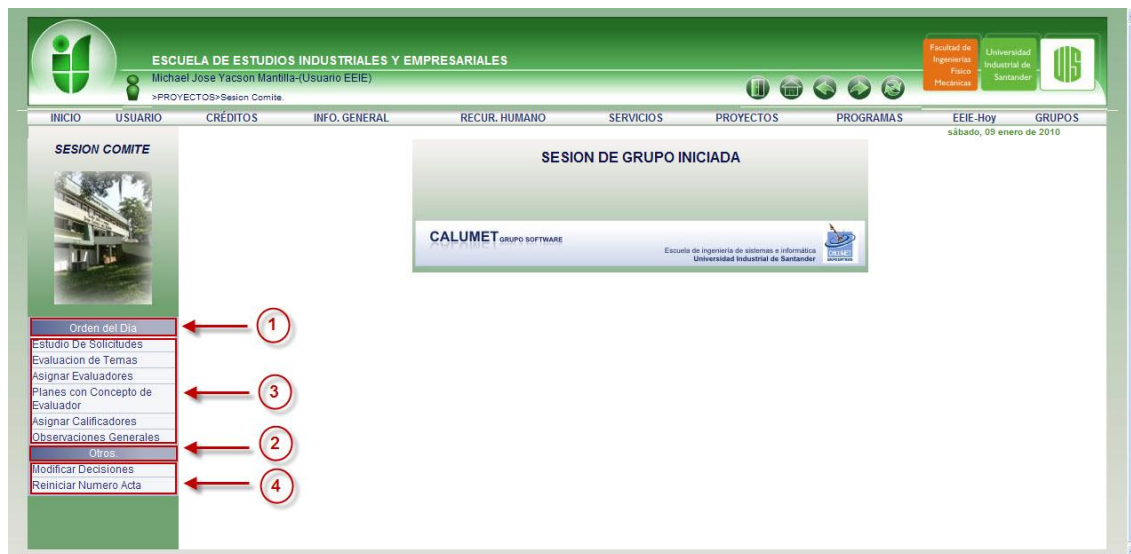 ESCUELA DE ESTUDIOS INDUSTRIALES Y EMPRESARIALES
Michael Jose Yacson Mantilla-(Usuario EEIE)
>PROYECTOS>Sesion Comite.
Facultad de
Ingenierías
Físico
Mecánicas
Universidad
Industrial de
Santander
UIS
INICIO USUARIO CRÉDITOS INFO. GENERAL RECUR. HUMANO SERVICIOS PROYECTOS PROGRAMAS EEIE-Hoy GRUPOS
sábado, 09 enero de 2010
SESION COMITE
SESION DE GRUPO INICIADA
CALUMET GRUPO SOFTWARE
Escuela de ingeniería de sistemas e informática
Universidad Industrial de Santander
CALUMET
Orden del Dia
1
Estudio De Solicitudes
Evaluacion de Temas
Asignar Evaluadores
Planes con Concepto de
Evaluador
3
Asignar Calificadores
Observaciones Generales
2
Otros.
Modificar Decisiones
Reiniciar Numero Acta
4